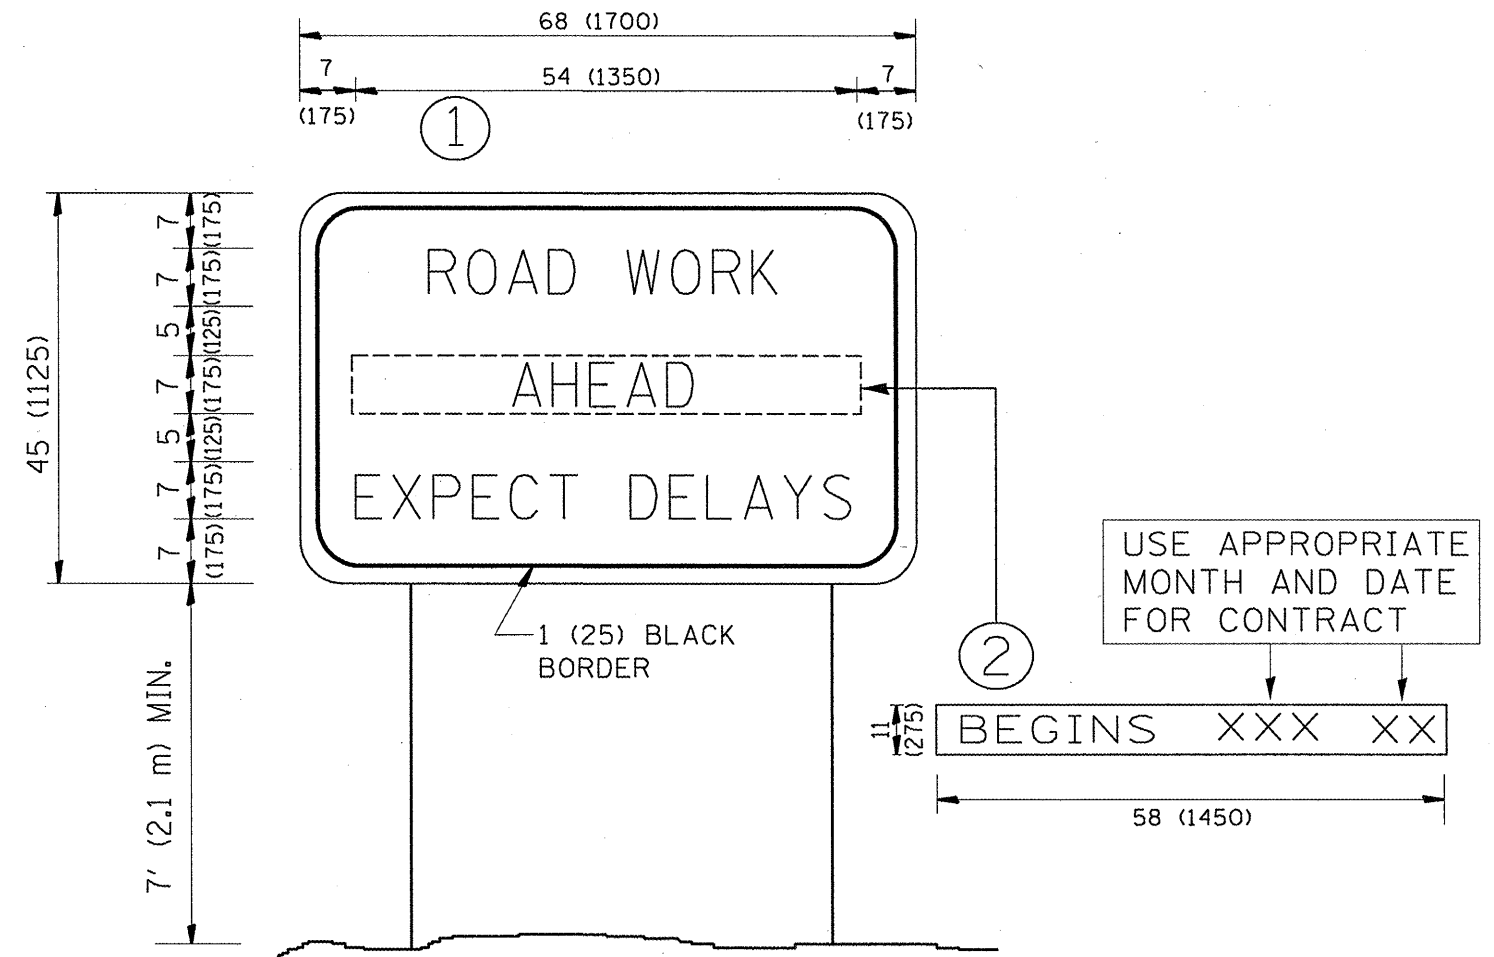 68 (1700)
7
54 (1350)
7
(175)
(175)
1
7 (175)
7 (175)
5 (125)
7 (175)
5 (125)
7 (175)
7 (175)
45 (1125)
ROAD WORK
AHEAD
EXPECT DELAYS
1 (25) BLACK
BORDER
7' (2.1 m) MIN.
USE APPROPRIATE
MONTH AND DATE
FOR CONTRACT
2
11
(275)
BEGINS XXX XX
58 (1450)